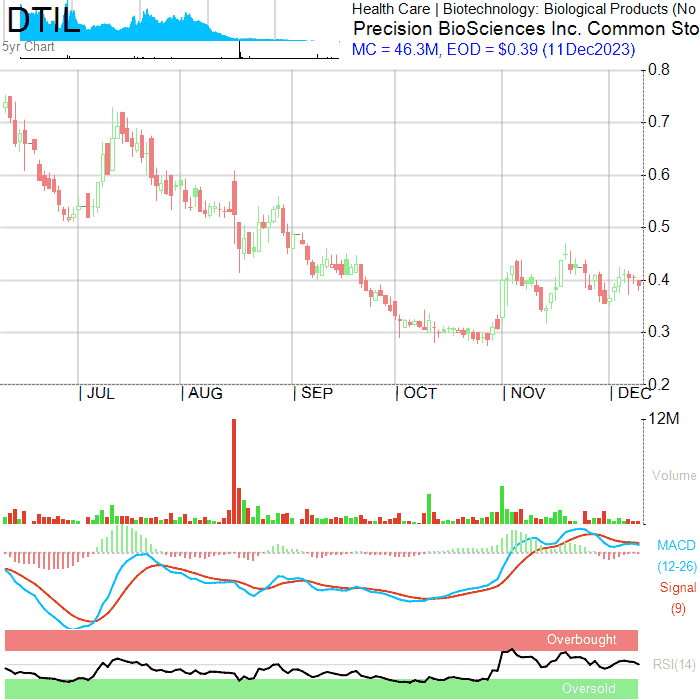 DTIL
5yr Chart
Health Care | Biotechnology: Biological Products (No
Precision BioSciences Inc. Common Sto
MC = 46.3M, EOD = $0.39 (11Dec2023)
0.8
0.7
0.6
0.5
0.4
0.3
0.2
JUL AUG SEP OCT NOV DEC
12M
Volume
MACD
(12-26)
Signal
(9)
Overbought
RSI(14)
Oversold